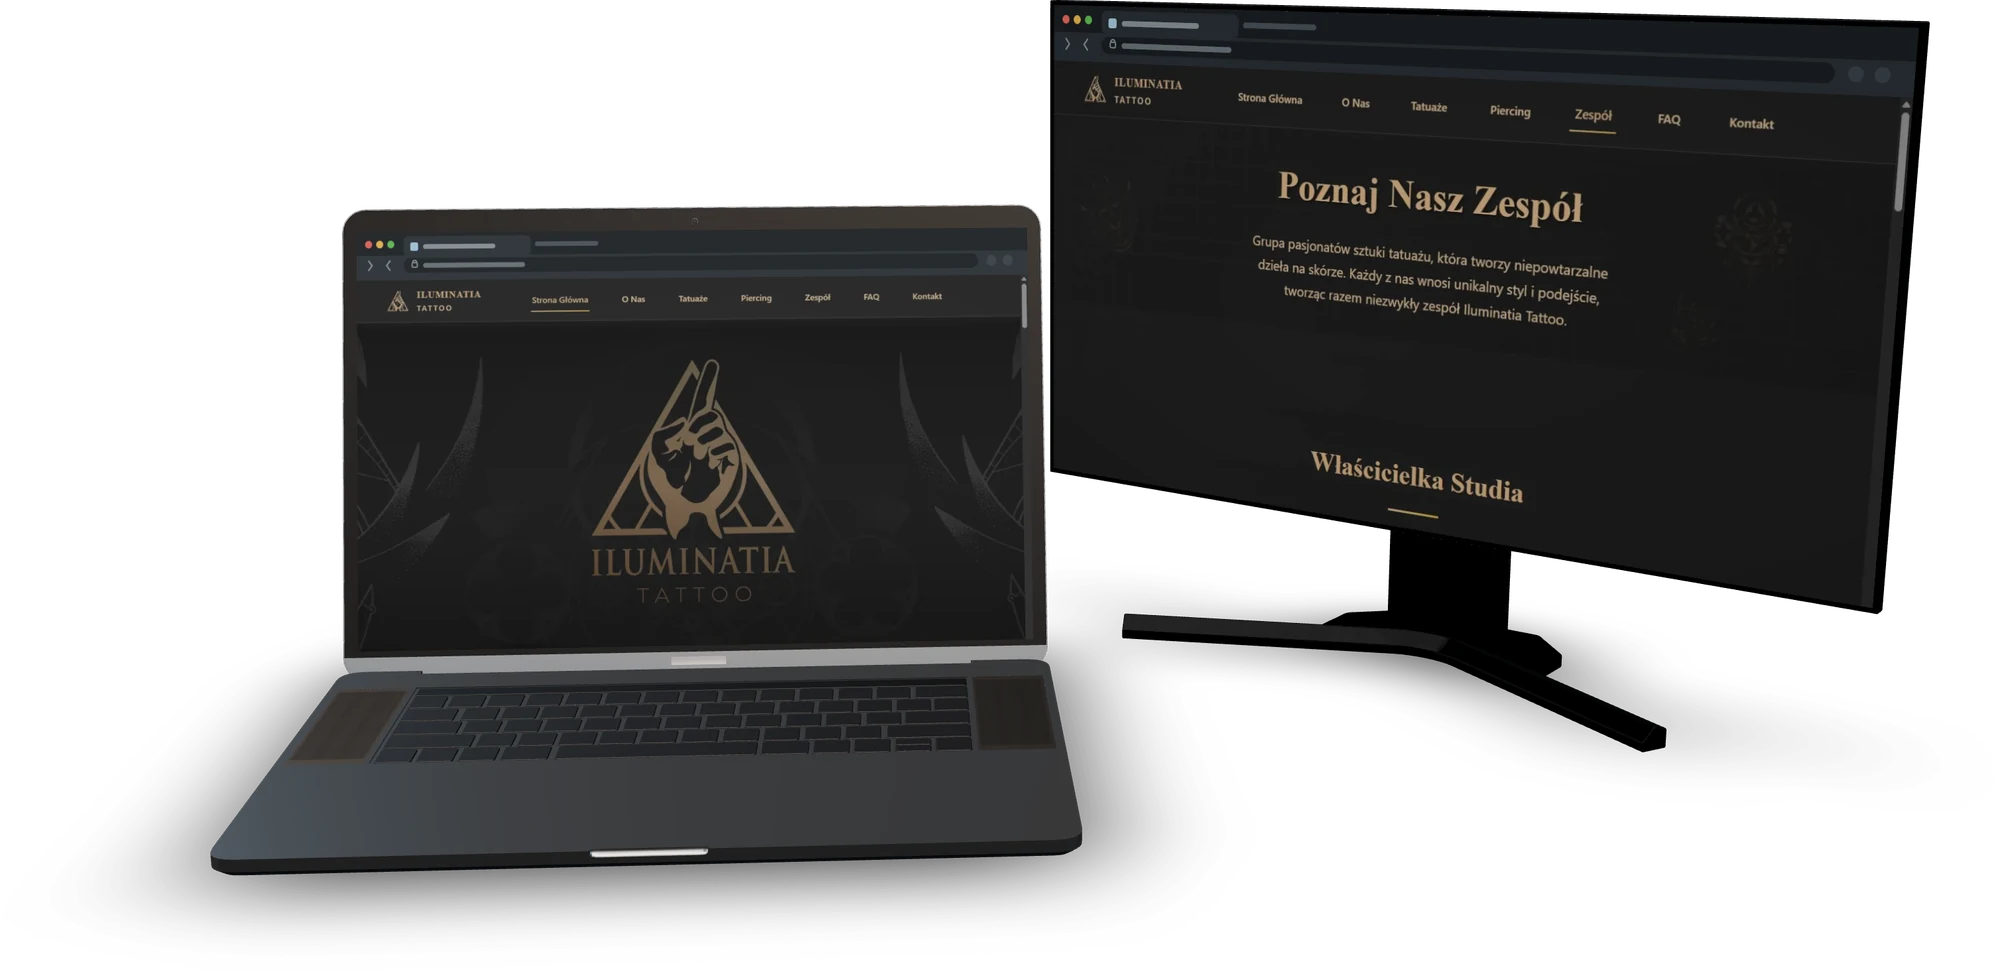 ILUMINATIA
TATTOO
Strona Główna
O Nas
Tatuaże
Piercing
Zespół
FAQ
Kontakt
ILUMINATIA
TATTOO
ILUMINATIA
TATTOO
Strona Główna
O Nas
Tatuaże
Piercing
Zespół
FAQ
Kontakt
Poznaj Nasz Zespół
Grupa pasjonatów sztuki tatuażu, która tworzy niepowtarzalne
dzieła na skórze. Każdy z nas wnosi unikalny styl i podejście,
tworząc razem niezwykły zespół Iluminatia Tattoo.
Właścicielka Studia